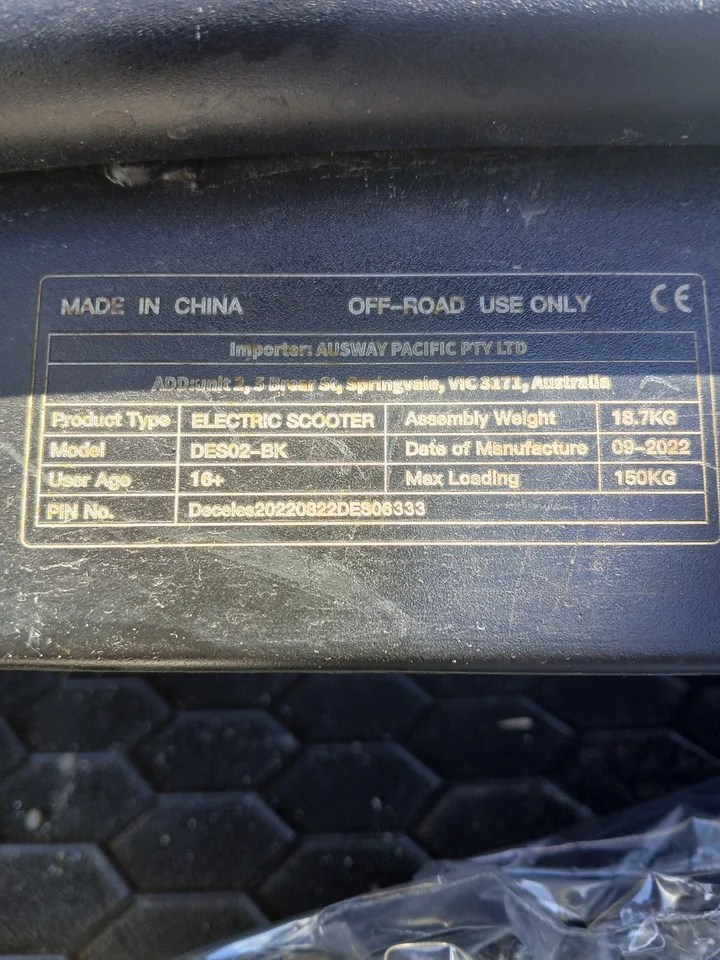 MADE IN CHINA OFF-ROAD USE ONLY CE
Importer: AUSWAY PACIFIC PTY LTD
ADD:unit 2, 5 Brear St, Springvale, VIC 3171, Australia
Product Type ELECTRIC SCOOTER Assembly Weight 18.7KG
Model DES02-BK Date of Manufacture 09-2022
User Age 16+ Max Loading 150KG
PIN No. Deceles20220822DES08333